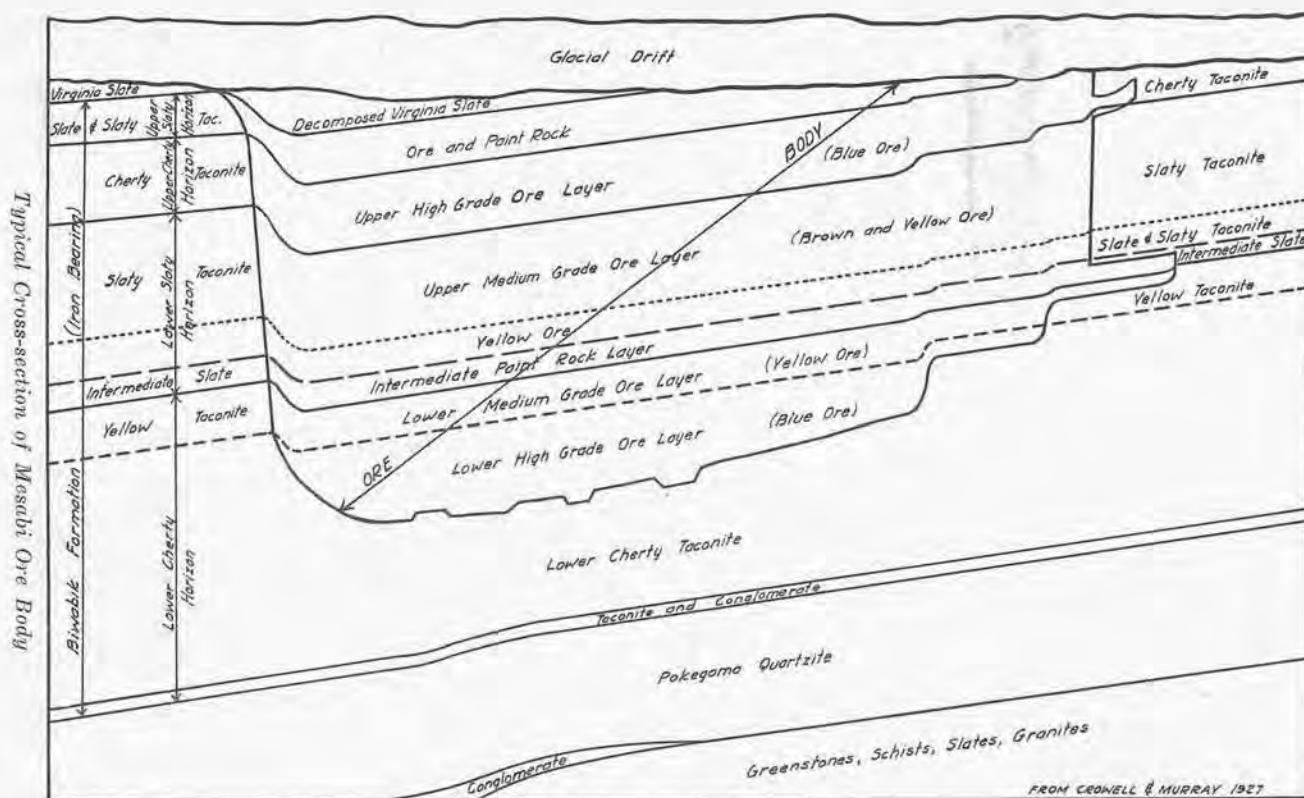 Typical Cross-section of Mesabi Ore Body
Glacial Drift
Virginia Slate
Slate & Slaty
Upper Slaty Horizon
Tac.
Decomposed Virginia Slate
Cherty Taconite
Ore and Paint Rock
Cherty
Upper Cherty Horizon
Taconite
Upper High Grade Ore Layer
(Blue Ore)
Slaty Taconite
(Iron Bearing)
Slaty
Lower Slaty Horizon
Taconite
Upper Medium Grade Ore Layer
(Brown and Yellow Ore)
Slate & Slaty Taconite
Intermediate Slate
Yellow Ore
Intermediate Paint Rock Layer
Yellow Taconite
Intermediate
Slate
Lower Medium Grade Ore Layer
(Yellow Ore)
Yellow
Taconite
Lower High Grade Ore Layer
(Blue Ore)
ORE
BODY
Biwabik Formation
Lower Cherty Horizon
Lower Cherty Taconite
Taconite and Conglomerate
Pokegama Quartzite
Conglomerate
Greenstones, Schists, Slates, Granites
FROM CROWELL & MURRAY 1927